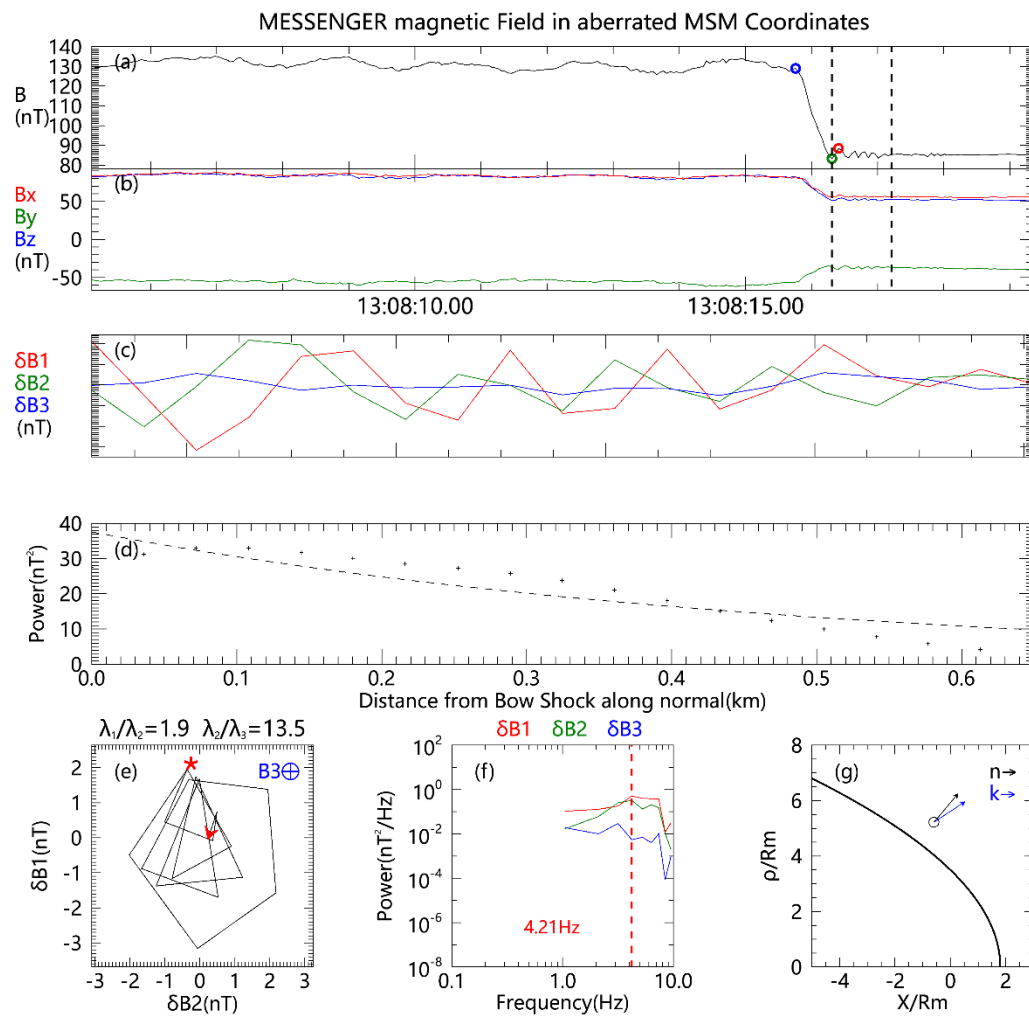 MESSENGER magnetic Field in aberrated MSM Coordinates
(a)
140
130
120
110
100
90
80
B
(nT)
(b)
Bx
By
Bz
(nT)
50
0
-50
13:08:10.00 13:08:15.00
(c)
δB1
δB2
δB3
(nT)
(d)
Power(nT²)
40
30
20
10
0
0.0 0.1 0.2 0.3 0.4 0.5 0.6
Distance from Bow Shock along normal(km)
λ₁/λ₂=1.9 λ₂/λ₃=13.5
(e)
B3
δB1(nT)
2
1
0
-1
-2
-3
-3 -2 -1 0 1 2 3
δB2(nT)
δB1 δB2 δB3
(f)
Power(nT²/Hz)
10²
10⁰
10⁻²
10⁻⁴
10⁻⁶
10⁻⁸
4.21Hz
0.1 1.0 10.0
Frequency(Hz)
(g)
n→
k→
ρ/Rm
8
6
4
2
0
-4 -2 0 2
X/Rm